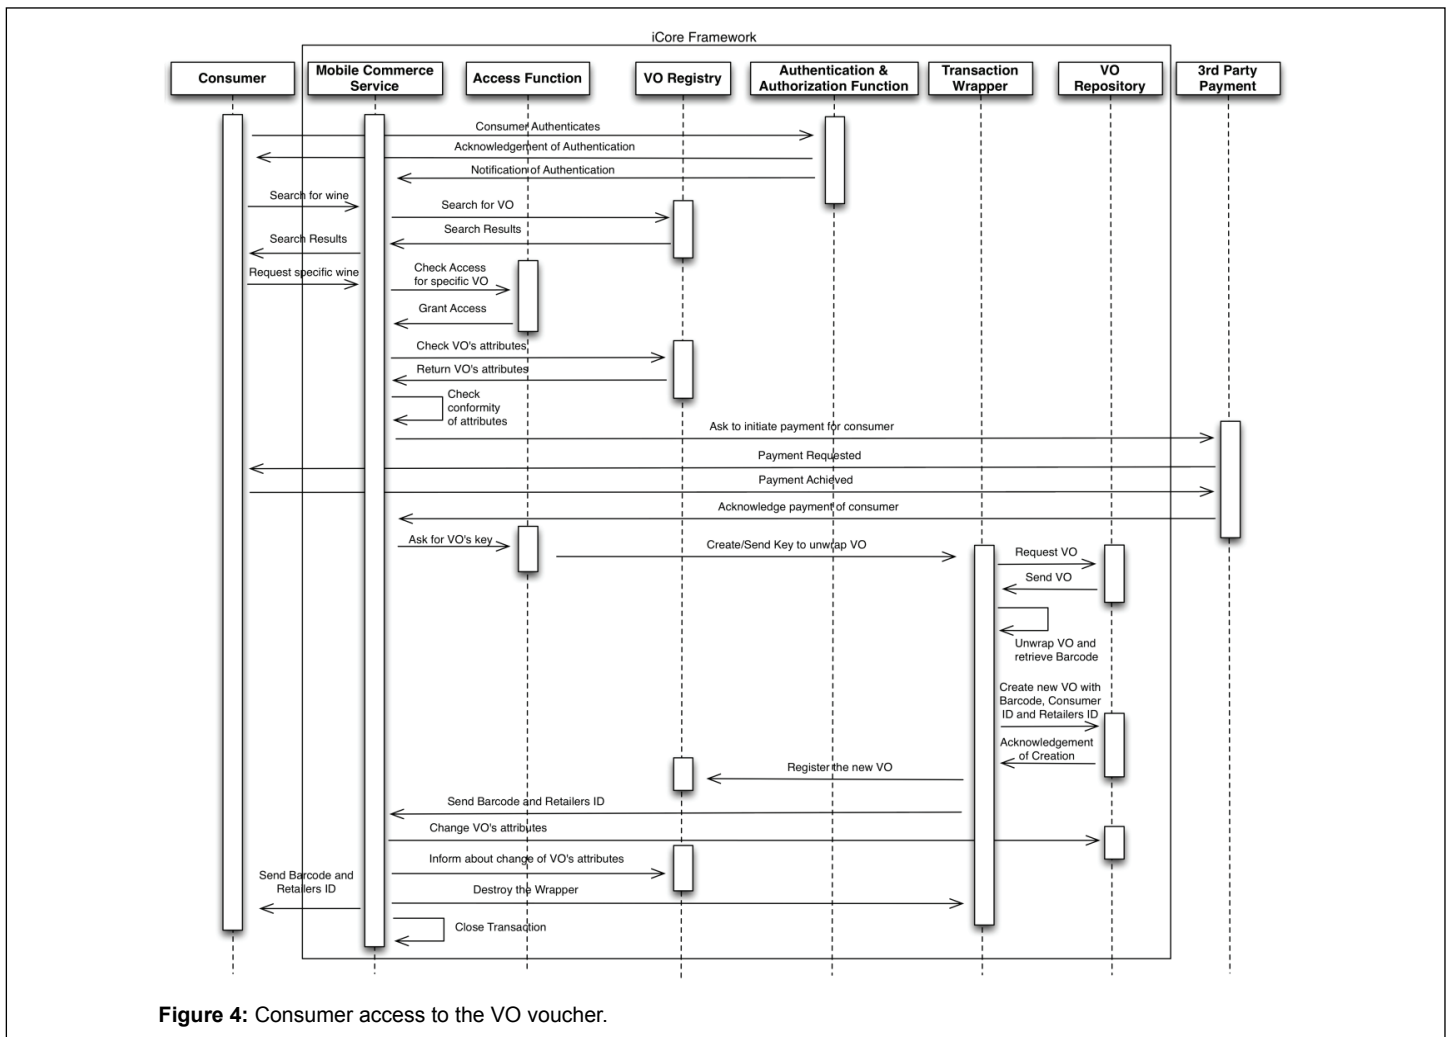 iCore Framework
Consumer
Mobile Commerce
Service
Access Function
VO Registry
Authentication &
Authorization Function
Transaction
Wrapper
VO
Repository
3rd Party
Payment
Consumer Authenticates
Acknowledgement of Authentication
Notification of Authentication
Search for wine
Search for VO
Search Results
Search Results
Request specific wine
Check Access
for specific VO
Grant Access
Check VO's attributes
Return VO's attributes
Check
conformity
of attributes
Ask to initiate payment for consumer
Payment Requested
Payment Achieved
Acknowledge payment of consumer
Ask for VO's key
Create/Send Key to unwrap VO
Request VO
Send VO
Unwrap VO and
retrieve Barcode
Create new VO with
Barcode, Consumer
ID and Retailers ID
Acknowledgement
of Creation
Register the new VO
Send Barcode and Retailers ID
Change VO's attributes
Inform about change of VO's attributes
Send Barcode and
Retailers ID
Destroy the Wrapper
Close Transaction
Figure 4: Consumer access to the VO voucher.